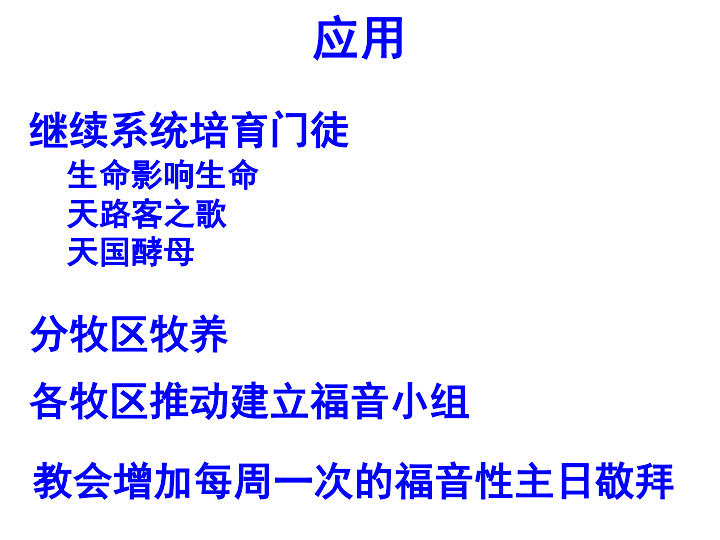 应用
继续系统培育门徒
生命影响生命
天路客之歌
天国酵母
分牧区牧养
各牧区推动建立福音小组
教会增加每周一次的福音性主日敬拜